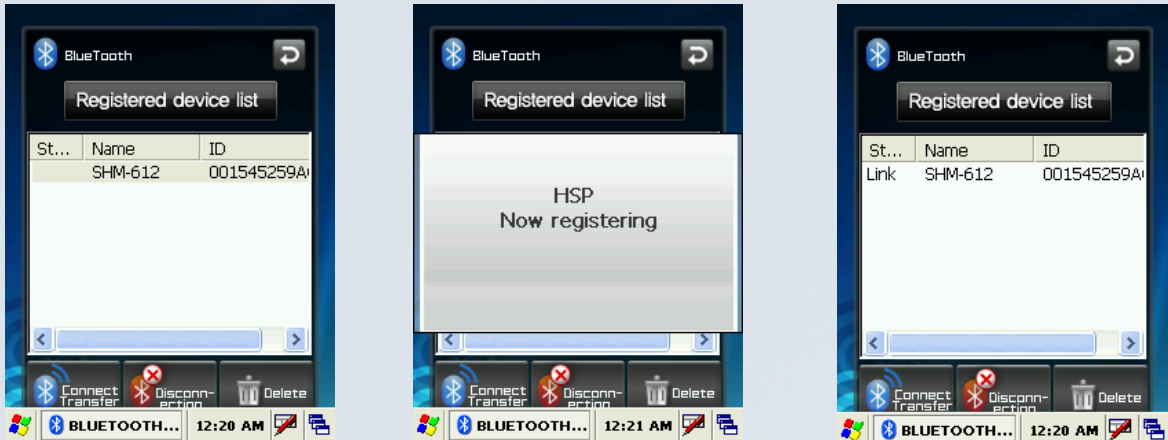 BlueTooth
Registered device list
St... Name ID
SHM-612 001545259A
Connect Transfer
Disconn-ection
Delete
BLUETOOTH... 12:20 AM
BlueTooth
Registered device list
HSP
Now registering
Connect Transfer
Disconn-ection
Delete
BLUETOOTH... 12:21 AM
BlueTooth
Registered device list
St... Name ID
Link SHM-612 001545259A
Connect Transfer
Disconn-ection
Delete
BLUETOOTH... 12:20 AM